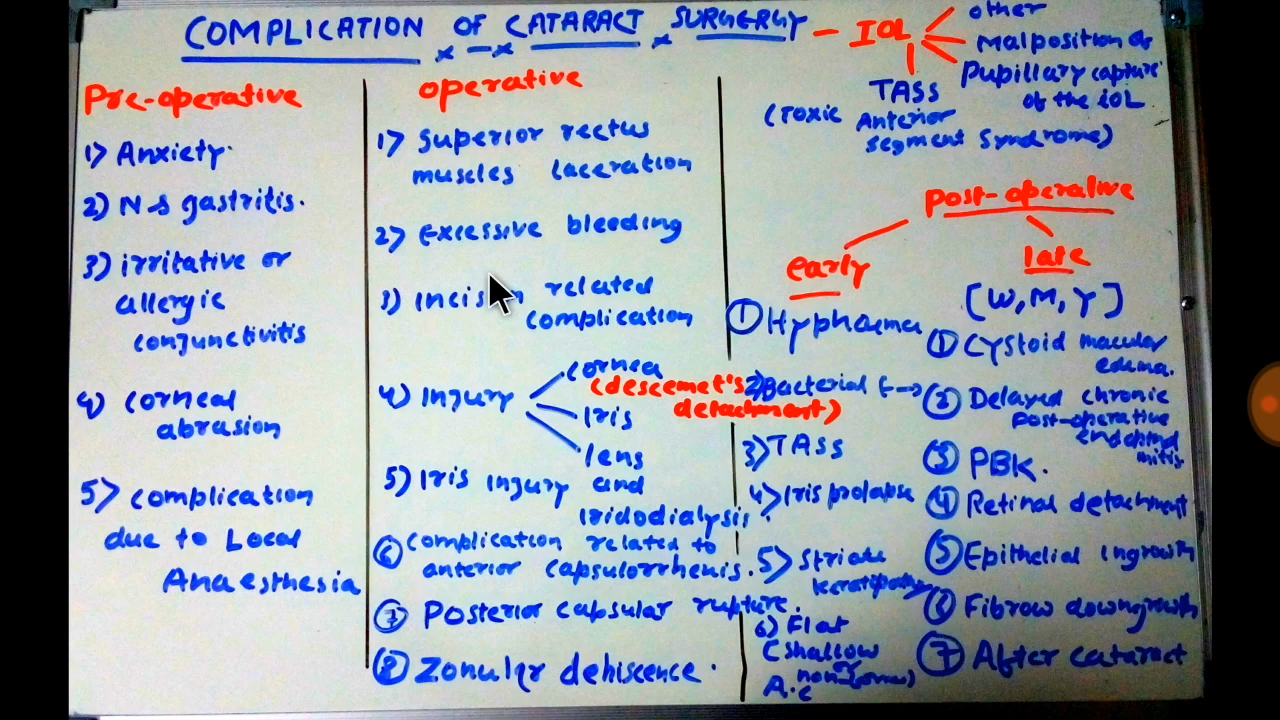 COMPLICATION OF CATARACT SURGERGY - IOL
other
Malposition of
Pupillary capture
of the iOL
TASS
(Toxic Anterior
segment Syndrome)
Pre-operative
1) Anxiety.
2) N & gastritis.
3) irritative or
allergic
conjunctivitis
4) corneal
abrasion
5) complication
due to Local
Anaesthesia
operative
1) Superior rectus
muscles laceration
2) Excessive bleeding
3) related
complication
4) Injury
cornea
(descemet's
detachment)
Iris
lens
5) Iris Injury and
iridodialysis.
6 complication related to
anterior capsulorrhexis.
7 Posterior capsular rupture.
8 Zonular dehiscence.
Post-operative
early
1 Hyphaema
2) Bacterial E→
3) TASS
4) Iris prolapse
5) Striate
keratipathy
6) Flat
(shallow
or
non-formed)
A.C
late
[W, M, Y]
1 Cystoid macular
edema.
2 Delayed chronic
post-operative
3 PBK.
4 Retinal detachment
5 Epithelial ingrowth
6 Fibrow downgrowth
7 After cataract